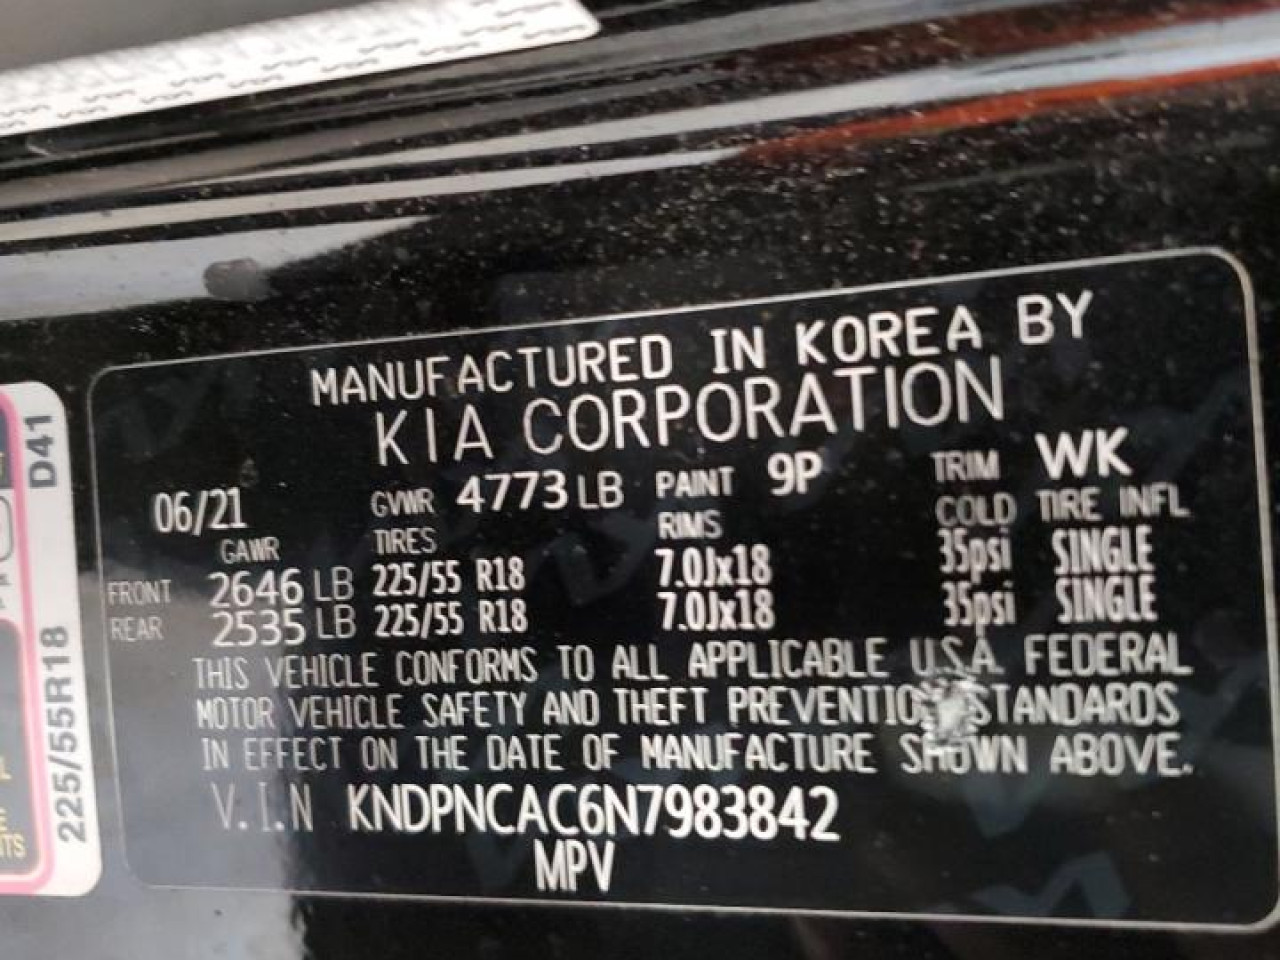 MANUFACTURED IN KOREA BY
KIA CORPORATION
06/21 GVWR 4773 LB PAINT 9P TRIM WK
GAWR TIRES RIMS COLD TIRE INFL
FRONT 2646 LB 225/55 R18 7.0Jx18 35psi SINGLE
REAR 2535 LB 225/55 R18 7.0Jx18 35psi SINGLE
THIS VEHICLE CONFORMS TO ALL APPLICABLE U.S.A. FEDERAL
MOTOR VEHICLE SAFETY AND THEFT PREVENTION STANDARDS
IN EFFECT ON THE DATE OF MANUFACTURE SHOWN ABOVE.
V.I.N KNDPNCAC6N7983842
MPV
225/55R18 D41